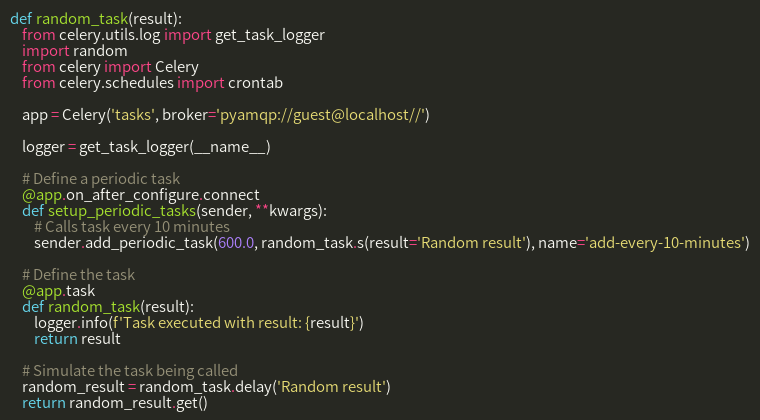 def random_task(result):
    from celery.utils.log import get_task_logger
    import random
    from celery import Celery
    from celery.schedules import crontab

    app = Celery('tasks', broker='pyamqp://guest@localhost//')

    logger = get_task_logger(__name__)

    # Define a periodic task
    @app.on_after_configure.connect
    def setup_periodic_tasks(sender, **kwargs):
        # Calls task every 10 minutes
        sender.add_periodic_task(600.0, random_task.s(result='Random result'), name='add-every-10-minutes')

    # Define the task
    @app.task
    def random_task(result):
        logger.info(f'Task executed with result: {result}')
        return result

    # Simulate the task being called
    random_result = random_task.delay('Random result')
    return random_result.get()